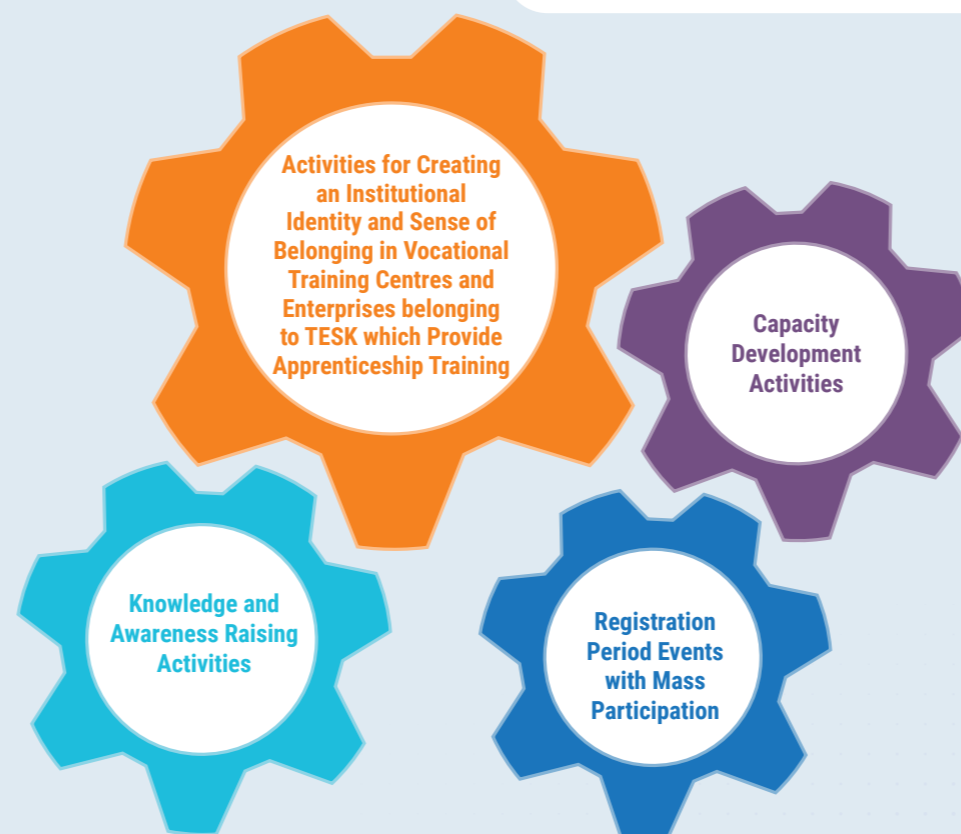 Activities for Creating
an Institutional
Identity and Sense of
Belonging in Vocational
Training Centres and
Enterprises belonging
to TESK which Provide
Apprenticeship Training
Capacity
Development
Activities
Knowledge and
Awareness Raising
Activities
Registration
Period Events
with Mass
Participation